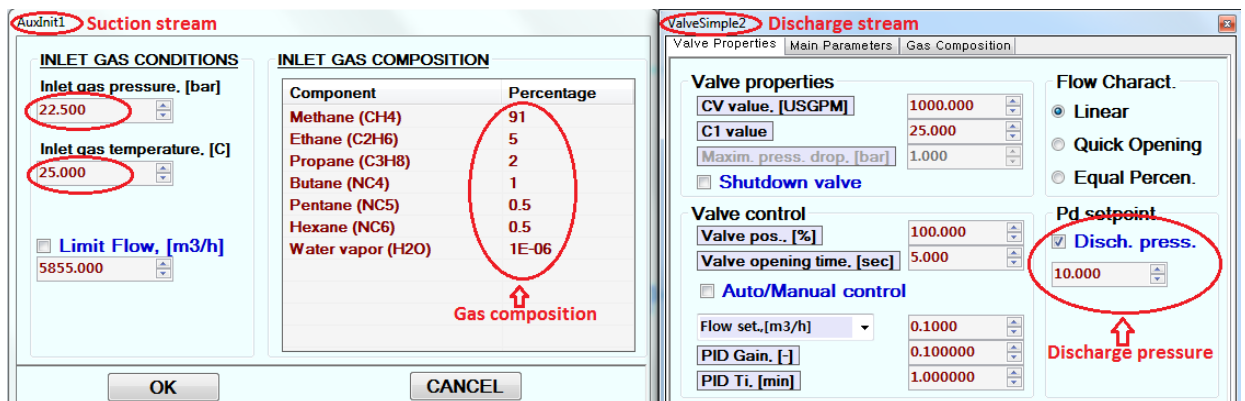 AuxInit1 Suction stream
INLET GAS CONDITIONS
Inlet gas pressure, [bar]
22.500
Inlet gas temperature, [C]
25.000
Limit Flow, [m3/h]
5855.000
INLET GAS COMPOSITION
Component Percentage
Methane (CH4) 91
Ethane (C2H6) 5
Propane (C3H8) 2
Butane (NC4) 1
Pentane (NC5) 0.5
Hexane (NC6) 0.5
Water vapor (H2O) 1E-06
Gas composition
OK CANCEL
ValveSimple2 Discharge stream
Valve Properties Main Parameters Gas Composition
Valve properties
CV value, [USGPM] 1000.000
C1 value 25.000
Maxim. press. drop, [bar] 1.000
Shutdown valve
Flow Charact.
Linear
Quick Opening
Equal Percen.
Valve control
Valve pos., [%] 100.000
Valve opening time, [sec] 5.000
Auto/Manual control
Flow set.,[m3/h] 0.1000
PID Gain, [-] 0.100000
PID Ti, [min] 1.000000
Pd setpoint
Disch. press.
10.000
Discharge pressure